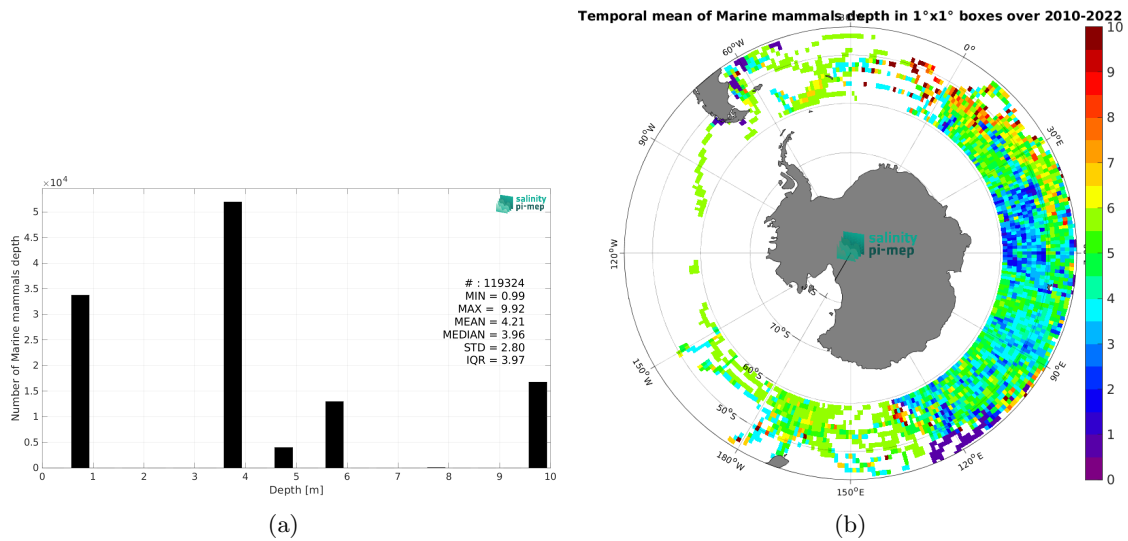 Temporal mean of Marine mammals depth in 1°x1° boxes over 2010-2022
×10⁴
5
4.5
4
3.5
3
2.5
2
1.5
1
0.5
0
Number of Marine mammals depth
salinity
pi-mep
# : 119324
MIN = 0.99
MAX = 9.92
MEAN = 4.21
MEDIAN = 3.96
STD = 2.80
IQR = 3.97
0 1 2 3 4 5 6 7 8 9 10
Depth [m]
(a)
60°W
0°
30°E
90°W
120°W
150°W
180°W
150°E
120°E
90°E
70°S
60°S
50°S
salinity
pi-mep
10
9
8
7
6
5
4
3
2
1
0
(b)